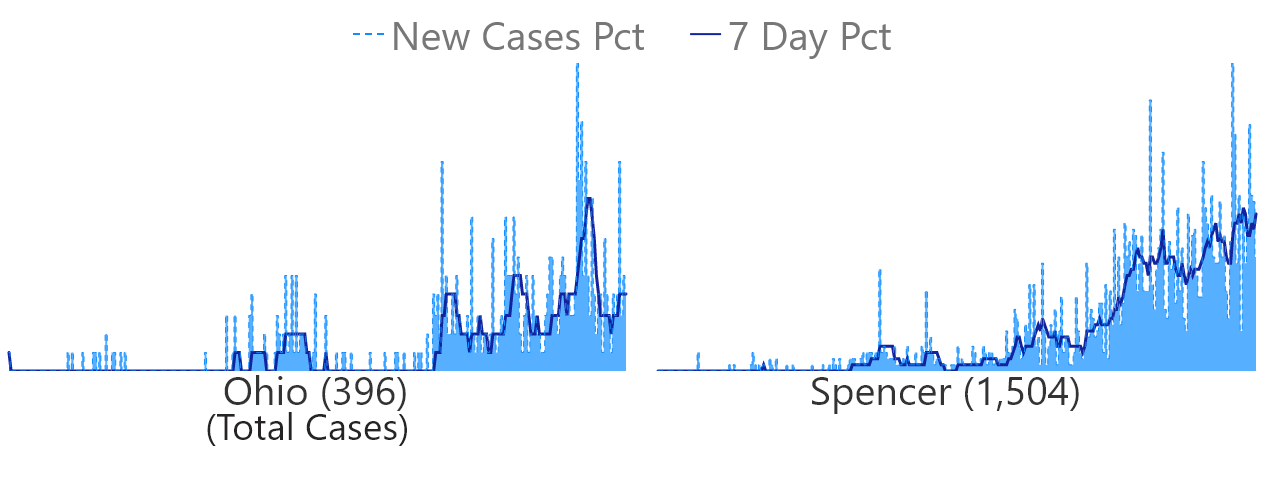 New Cases Pct 7 Day Pct
Ohio (396)
(Total Cases)
Spencer (1,504)